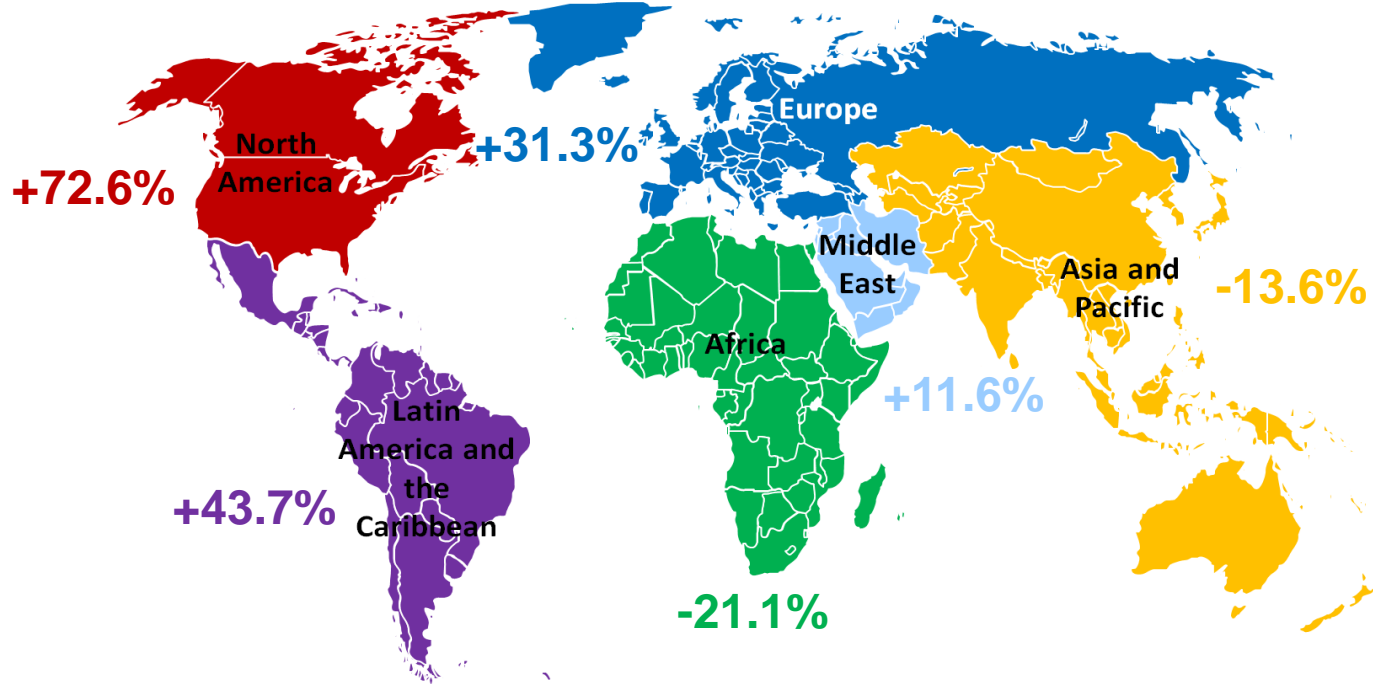 North
America
+72.6%
+31.3%
Europe
Middle
East
+11.6%
Asia and
Pacific
-13.6%
Africa
-21.1%
Latin
America and
the
Caribbean
+43.7%